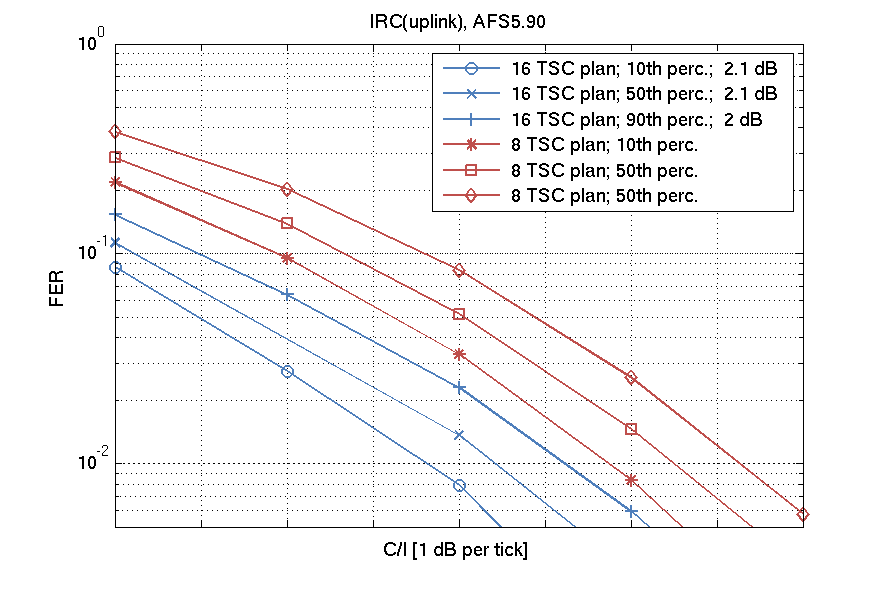 IRC(uplink), AFS5.90
10^0
16 TSC plan; 10th perc.; 2.1 dB
16 TSC plan; 50th perc.; 2.1 dB
16 TSC plan; 90th perc.; 2 dB
8 TSC plan; 10th perc.
8 TSC plan; 50th perc.
8 TSC plan; 50th perc.
10^-1
FER
10^-2
C/I [1 dB per tick]